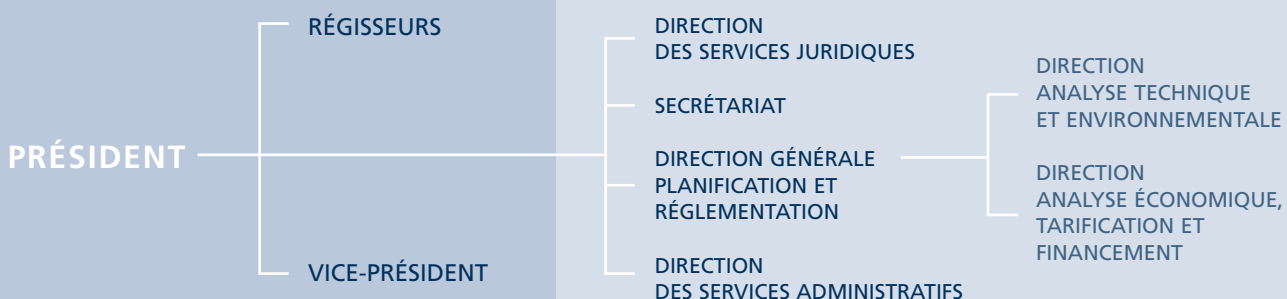 PRÉSIDENT
RÉGISSEURS
VICE-PRÉSIDENT
DIRECTION
DES SERVICES JURIDIQUES
SECRÉTARIAT
DIRECTION GÉNÉRALE
PLANIFICATION ET
RÉGLEMENTATION
DIRECTION
DES SERVICES ADMINISTRATIFS
DIRECTION
ANALYSE TECHNIQUE
ET ENVIRONNEMENTALE
DIRECTION
ANALYSE ÉCONOMIQUE,
TARIFICATION ET
FINANCEMENT